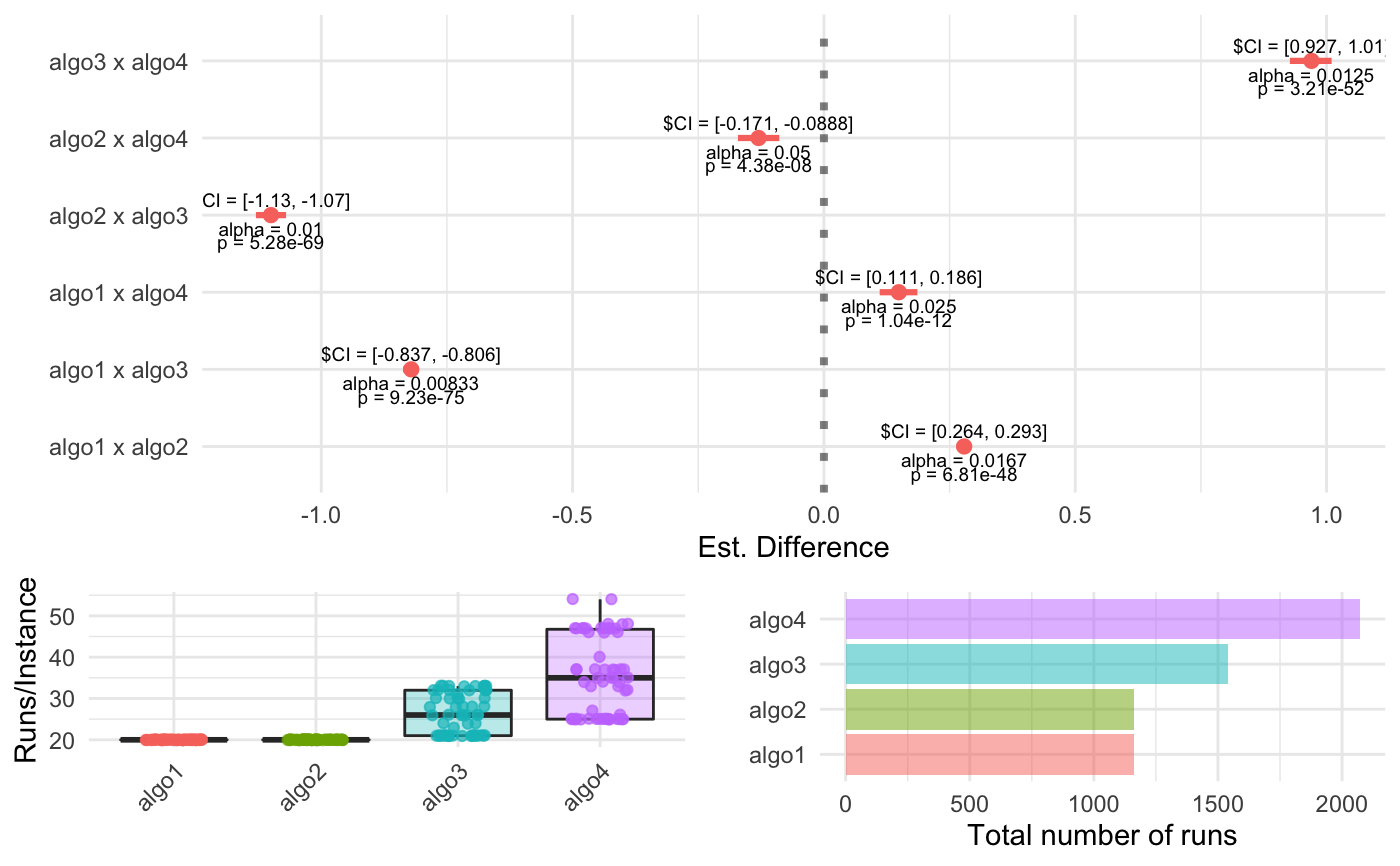 algo3 x algo4
$CI = [0.927, 1.01]
alpha = 0.0125
p = 3.21e-52
algo2 x algo4
$CI = [-0.171, -0.0888]
alpha = 0.05
p = 4.38e-08
algo2 x algo3
CI = [-1.13, -1.07]
alpha = 0.01
p = 5.28e-69
algo1 x algo4
$CI = [0.111, 0.186]
alpha = 0.025
p = 1.04e-12
algo1 x algo3
$CI = [-0.837, -0.806]
alpha = 0.00833
p = 9.23e-75
algo1 x algo2
$CI = [0.264, 0.293]
alpha = 0.0167
p = 6.81e-48
-1.0 -0.5 0.0 0.5 1.0
Est. Difference
Runs/Instance
50
40
30
20
algo1 algo2 algo3 algo4
algo4
algo3
algo2
algo1
0 500 1000 1500 2000
Total number of runs